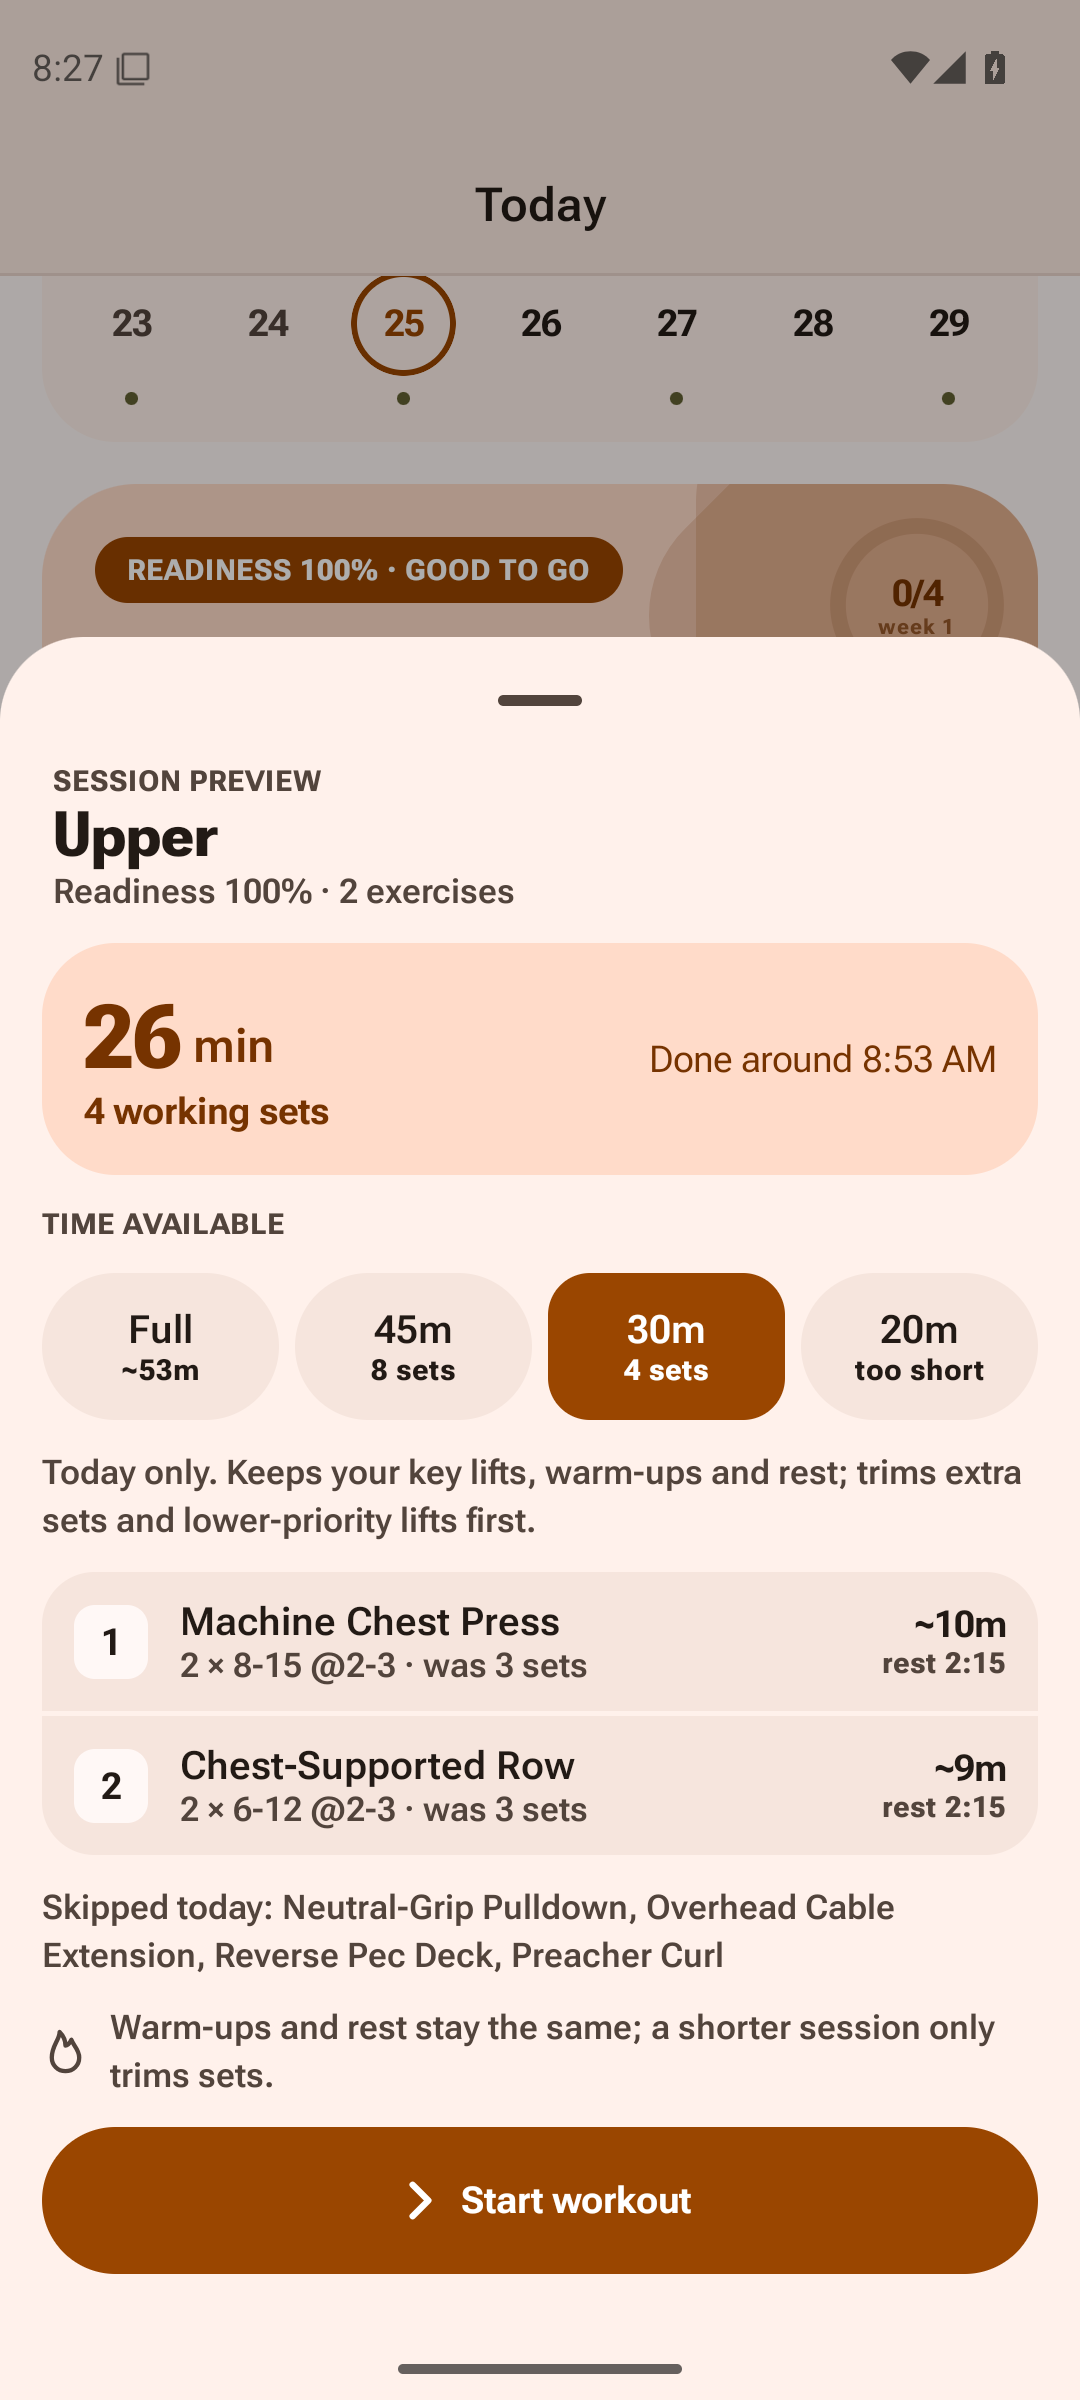 8:27
Today
23 24 25 26 27 28 29
READINESS 100% · GOOD TO GO
0/4
week 1
SESSION PREVIEW
Upper
Readiness 100% · 2 exercises
26 min
Done around 8:53 AM
4 working sets
TIME AVAILABLE
Full
~53m
45m
8 sets
30m
4 sets
20m
too short
Today only. Keeps your key lifts, warm-ups and rest; trims extra
sets and lower-priority lifts first.
1
Machine Chest Press
2 × 8-15 @2-3 · was 3 sets
~10m
rest 2:15
2
Chest-Supported Row
2 × 6-12 @2-3 · was 3 sets
~9m
rest 2:15
Skipped today: Neutral-Grip Pulldown, Overhead Cable
Extension, Reverse Pec Deck, Preacher Curl
Warm-ups and rest stay the same; a shorter session only
trims sets.
Start workout